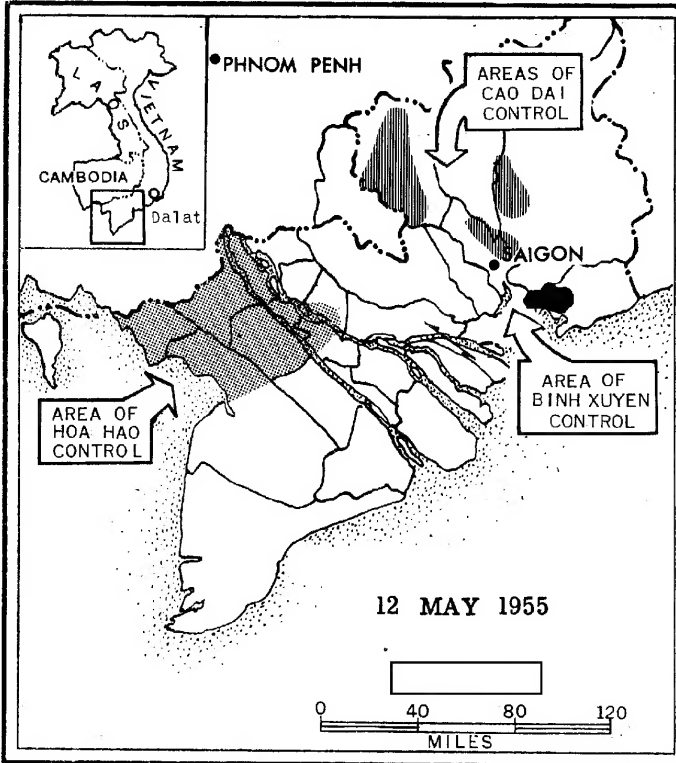 PHNOM PENH
AREAS OF
CAO DAI
CONTROL
LAOS
VIETNAM
CAMBODIA
Dalat
SAIGON
AREA OF
HOA HAO
CONTROL
AREA OF
BINH XUYEN
CONTROL
12 MAY 1955
0 40 80 120
MILES